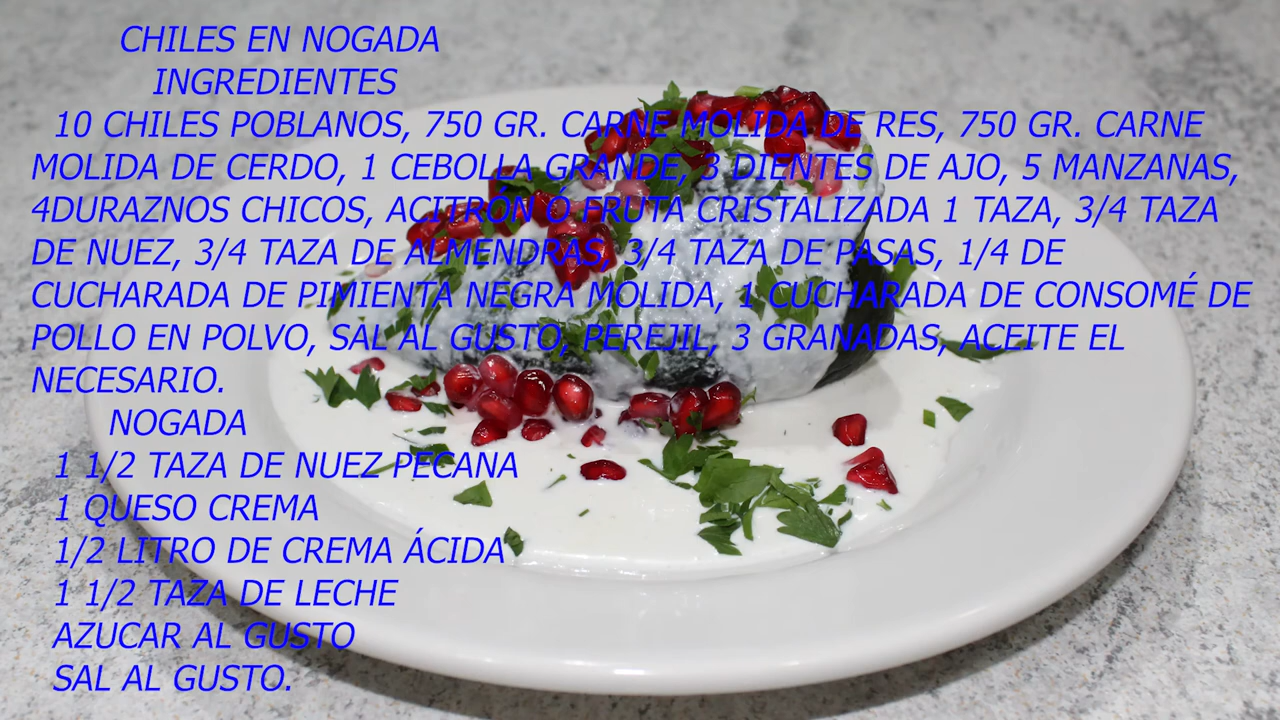 CHILES EN NOGADA
INGREDIENTES
10 CHILES POBLANOS, 750 GR. CARNE MOLIDA DE RES, 750 GR. CARNE
MOLIDA DE CERDO, 1 CEBOLLA GRANDE, 3 DIENTES DE AJO, 5 MANZANAS,
4DURAZNOS CHICOS, ACITRÓN Ó FRUTA CRISTALIZADA 1 TAZA, 3/4 TAZA
DE NUEZ, 3/4 TAZA DE ALMENDRAS, 3/4 TAZA DE PASAS, 1/4 DE
CUCHARADA DE PIMIENTA NEGRA MOLIDA, 1 CUCHARADA DE CONSOMÉ DE
POLLO EN POLVO, SAL AL GUSTO, PEREJIL, 3 GRANADAS, ACEITE EL
NECESARIO.
NOGADA
1 1/2 TAZA DE NUEZ PECANA
1 QUESO CREMA
1/2 LITRO DE CREMA ÁCIDA
1 1/2 TAZA DE LECHE
AZUCAR AL GUSTO
SAL AL GUSTO.